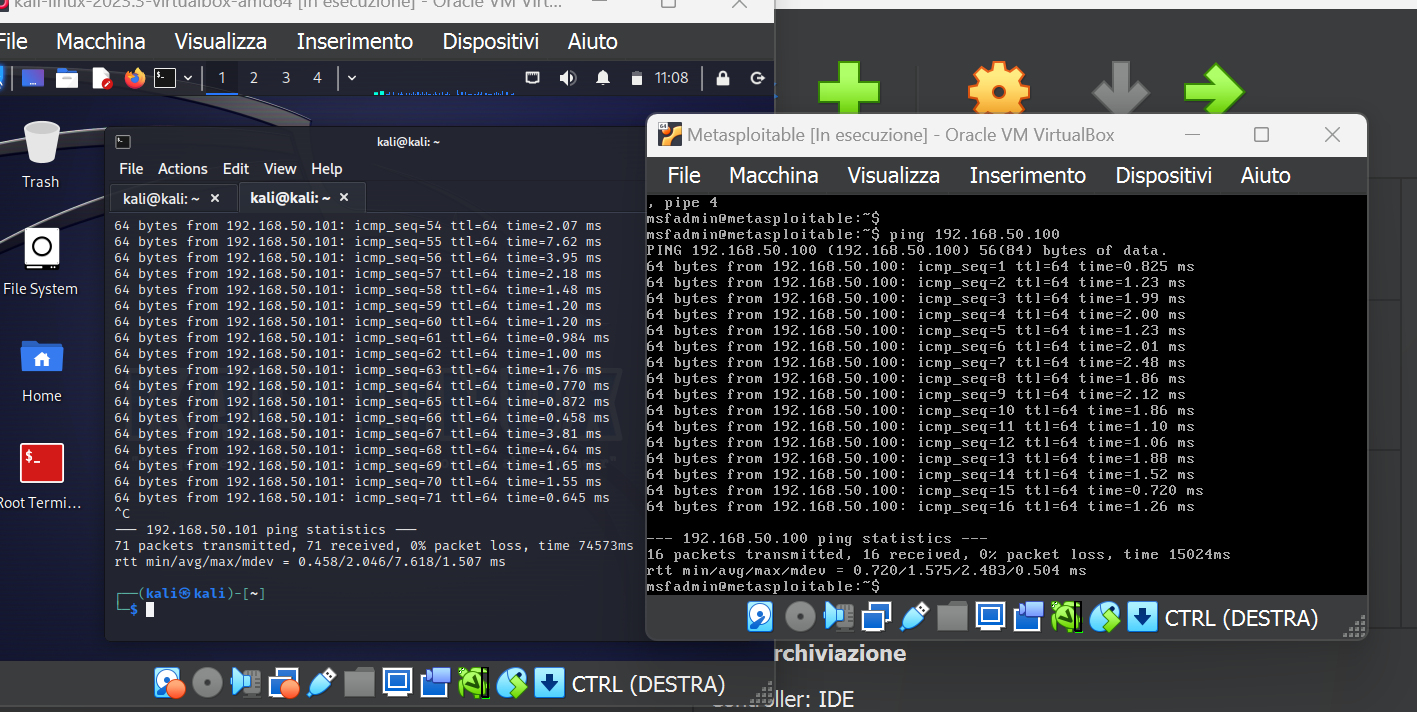 kali-linux-2023.3-virtualbox-amd64 [In esecuzione] - Oracle VM Virt...
File Macchina Visualizza Inserimento Dispositivi Aiuto
1 2 3 4 11:08
Trash
File System
Home
Root Termi...
kali@kali: ~
File Actions Edit View Help
kali@kali: ~ × kali@kali: ~ ×
64 bytes from 192.168.50.101: icmp_seq=54 ttl=64 time=2.07 ms
64 bytes from 192.168.50.101: icmp_seq=55 ttl=64 time=7.62 ms
64 bytes from 192.168.50.101: icmp_seq=56 ttl=64 time=3.95 ms
64 bytes from 192.168.50.101: icmp_seq=57 ttl=64 time=2.18 ms
64 bytes from 192.168.50.101: icmp_seq=58 ttl=64 time=1.48 ms
64 bytes from 192.168.50.101: icmp_seq=59 ttl=64 time=1.20 ms
64 bytes from 192.168.50.101: icmp_seq=60 ttl=64 time=1.20 ms
64 bytes from 192.168.50.101: icmp_seq=61 ttl=64 time=0.984 ms
64 bytes from 192.168.50.101: icmp_seq=62 ttl=64 time=1.00 ms
64 bytes from 192.168.50.101: icmp_seq=63 ttl=64 time=1.76 ms
64 bytes from 192.168.50.101: icmp_seq=64 ttl=64 time=0.770 ms
64 bytes from 192.168.50.101: icmp_seq=65 ttl=64 time=0.872 ms
64 bytes from 192.168.50.101: icmp_seq=66 ttl=64 time=0.458 ms
64 bytes from 192.168.50.101: icmp_seq=67 ttl=64 time=3.81 ms
64 bytes from 192.168.50.101: icmp_seq=68 ttl=64 time=4.64 ms
64 bytes from 192.168.50.101: icmp_seq=69 ttl=64 time=1.65 ms
64 bytes from 192.168.50.101: icmp_seq=70 ttl=64 time=1.55 ms
64 bytes from 192.168.50.101: icmp_seq=71 ttl=64 time=0.645 ms
^C
--- 192.168.50.101 ping statistics ---
71 packets transmitted, 71 received, 0% packet loss, time 74573ms
rtt min/avg/max/mdev = 0.458/2.046/7.618/1.507 ms
┌──(kali㉿kali)-[~]
└─$
CTRL (DESTRA)
Metasploitable [In esecuzione] - Oracle VM VirtualBox
File Macchina Visualizza Inserimento Dispositivi Aiuto
, pipe 4
msfadmin@metasploitable:~$
msfadmin@metasploitable:~$ ping 192.168.50.100
PING 192.168.50.100 (192.168.50.100) 56(84) bytes of data.
64 bytes from 192.168.50.100: icmp_seq=1 ttl=64 time=0.825 ms
64 bytes from 192.168.50.100: icmp_seq=2 ttl=64 time=1.23 ms
64 bytes from 192.168.50.100: icmp_seq=3 ttl=64 time=1.99 ms
64 bytes from 192.168.50.100: icmp_seq=4 ttl=64 time=2.00 ms
64 bytes from 192.168.50.100: icmp_seq=5 ttl=64 time=1.23 ms
64 bytes from 192.168.50.100: icmp_seq=6 ttl=64 time=2.01 ms
64 bytes from 192.168.50.100: icmp_seq=7 ttl=64 time=2.48 ms
64 bytes from 192.168.50.100: icmp_seq=8 ttl=64 time=1.86 ms
64 bytes from 192.168.50.100: icmp_seq=9 ttl=64 time=2.12 ms
64 bytes from 192.168.50.100: icmp_seq=10 ttl=64 time=1.86 ms
64 bytes from 192.168.50.100: icmp_seq=11 ttl=64 time=1.10 ms
64 bytes from 192.168.50.100: icmp_seq=12 ttl=64 time=1.06 ms
64 bytes from 192.168.50.100: icmp_seq=13 ttl=64 time=1.88 ms
64 bytes from 192.168.50.100: icmp_seq=14 ttl=64 time=1.52 ms
64 bytes from 192.168.50.100: icmp_seq=15 ttl=64 time=0.720 ms
64 bytes from 192.168.50.100: icmp_seq=16 ttl=64 time=1.26 ms
--- 192.168.50.100 ping statistics ---
16 packets transmitted, 16 received, 0% packet loss, time 15024ms
rtt min/avg/max/mdev = 0.720/1.575/2.483/0.504 ms
msfadmin@metasploitable:~$
CTRL (DESTRA)
rchiviazione
Controller: IDE